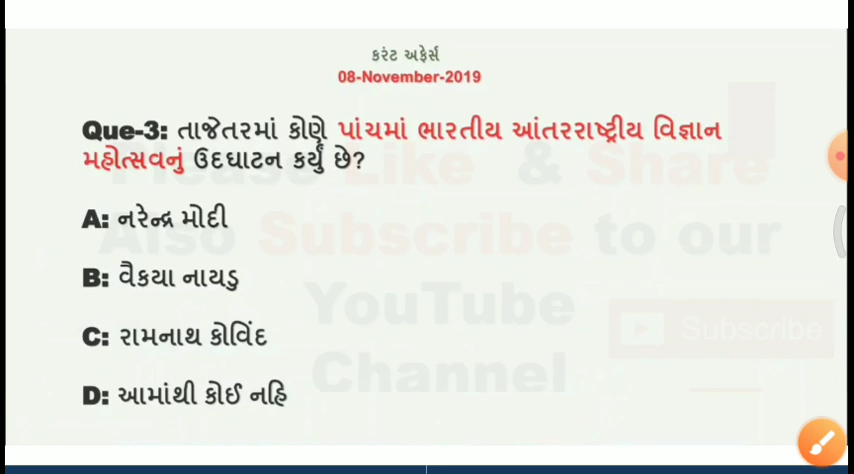 કરંટ અફેર્સ
08-November-2019
Que-3: તાજેતરમાં કોણે પાંચમાં ભારતીય આંતરરાષ્ટ્રીય વિજ્ઞાન
મહોત્સવનું ઉદઘાટન કર્યું છે?
A: નરેન્દ્ર મોદી
B: વૈકયા નાયડુ
C: રામનાથ કોવિંદ
D: આમાંથી કોઈ નહિ
Please Like & Share
Also Subscribe to our
YouTube
Channel
Subscribe